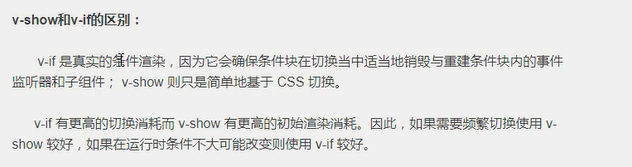 v-show和v-if的区别：
v-if 是真实的条件渲染，因为它会确保条件块在切换当中适当地销毁与重建条件块内的事件
监听器和子组件； v-show 则只是简单地基于 CSS 切换。
v-if 有更高的切换消耗而 v-show 有更高的初始渲染消耗。因此，如果需要频繁切换使用 v-
show 较好，如果在运行时条件不大可能改变则使用 v-if 较好。